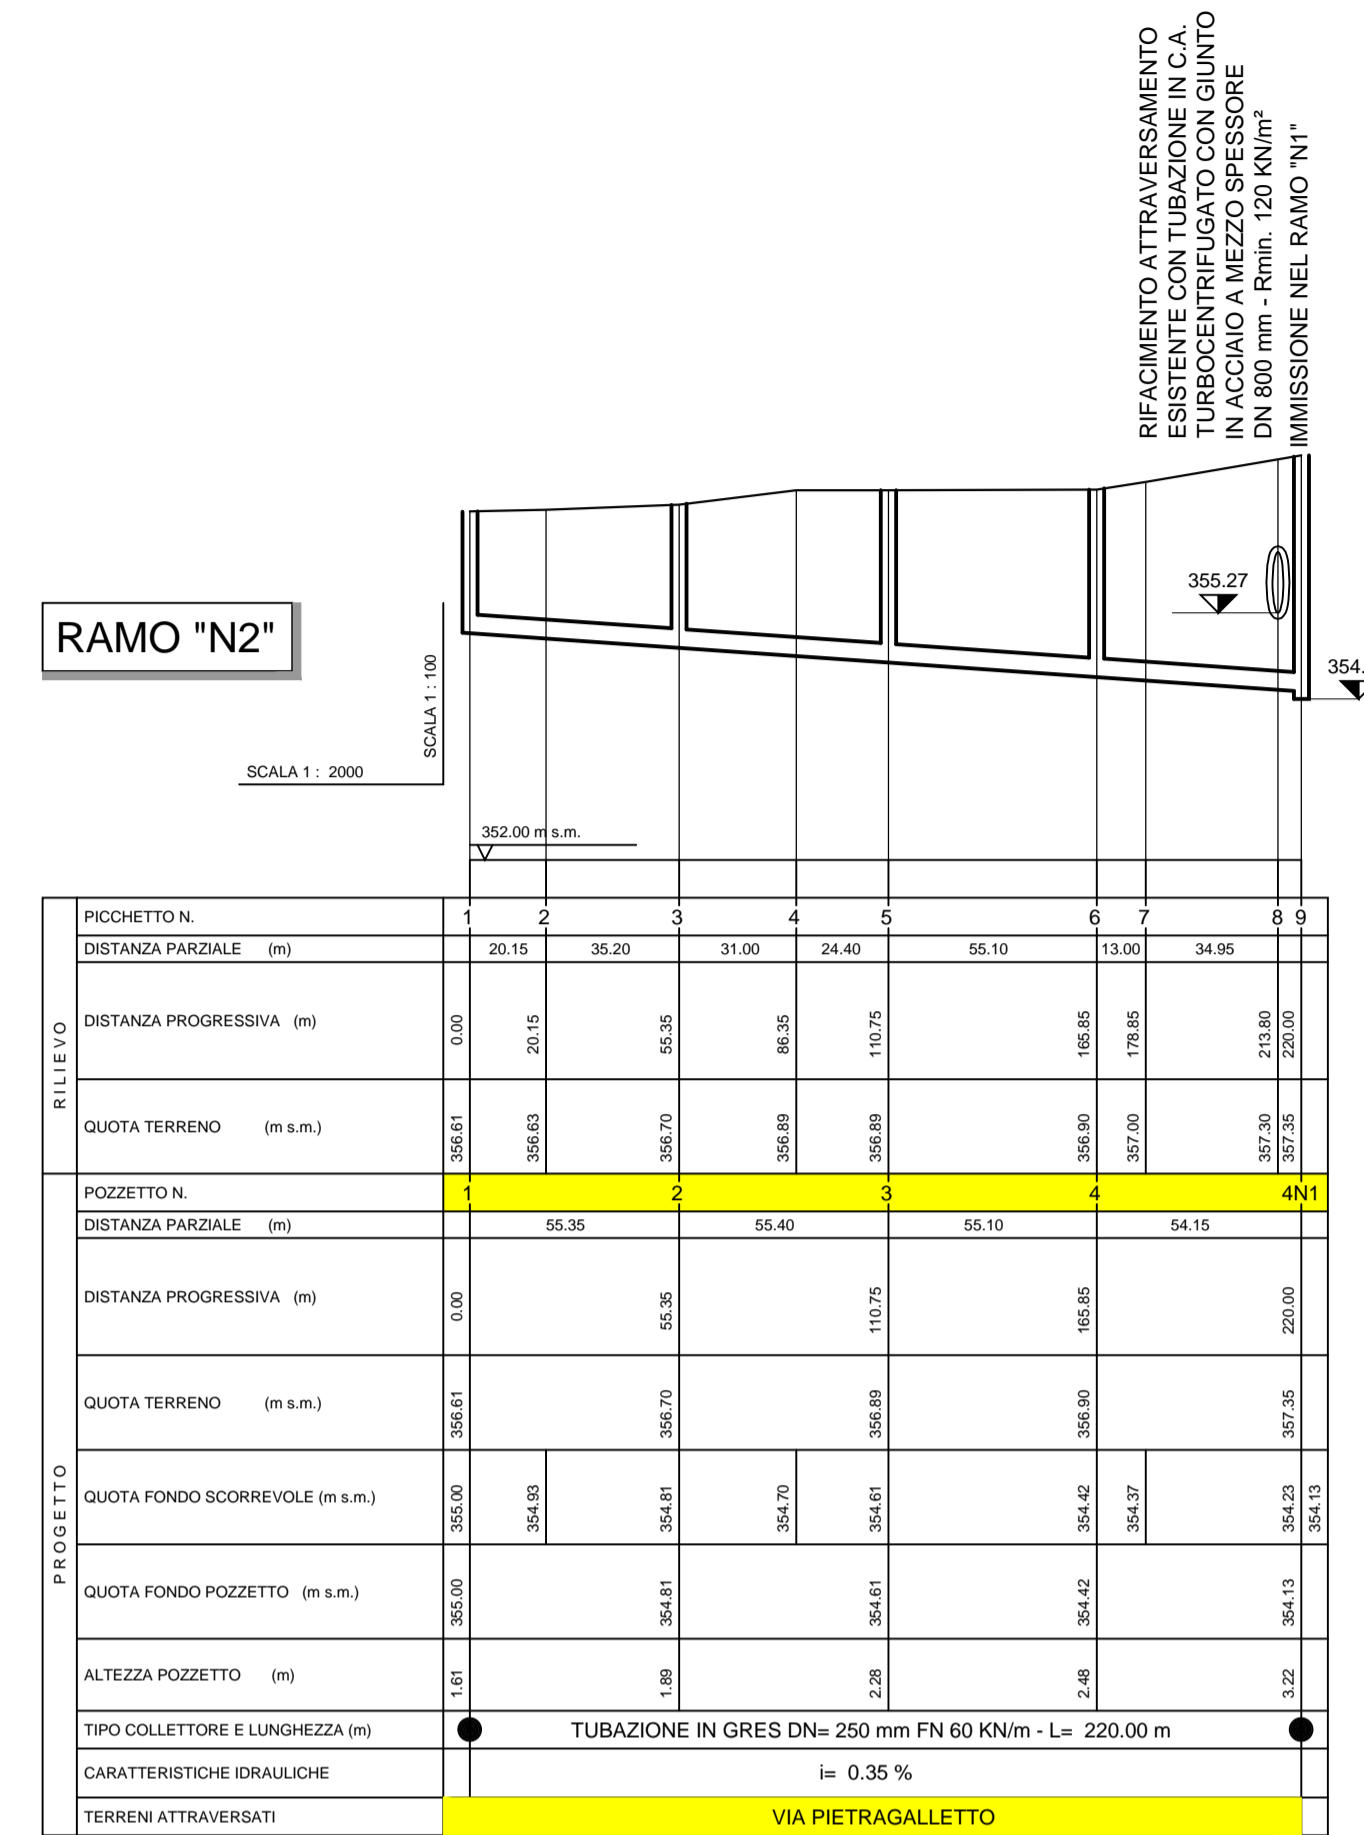 RIFACIMENTO ATTRAVERSAMENTO
ESISTENTE CON TUBAZIONE IN C.A.
TURBOCENTRIFUGATO CON GIUNTO
IN ACCIAIO A MEZZO SPESSORE
DN 800 mm - Rmin. 120 KN/m²
IMMISSIONE NEL RAMO "N1"
355.27
354.
RAMO "N2"
SCALA 1 : 100
SCALA 1 : 2000
352.00 m s.m.
RILIEVO
PICCHETTO N. 1 2 3 4 5 6 7 8 9
DISTANZA PARZIALE (m) 20.15 35.20 31.00 24.40 55.10 13.00 34.95
DISTANZA PROGRESSIVA (m) 0.00 20.15 55.35 86.35 110.75 165.85 178.85 213.80 220.00
QUOTA TERRENO (m s.m.) 356.61 356.63 356.70 356.89 356.89 356.90 357.00 357.30 357.35
PROGETTO
POZZETTO N. 1 2 3 4 4N1
DISTANZA PARZIALE (m) 55.35 55.40 55.10 54.15
DISTANZA PROGRESSIVA (m) 0.00 55.35 110.75 165.85 220.00
QUOTA TERRENO (m s.m.) 356.61 356.70 356.89 356.90 357.35
QUOTA FONDO SCORREVOLE (m s.m.) 355.00 354.93 354.81 354.70 354.61 354.42 354.37 354.23 354.13
QUOTA FONDO POZZETTO (m s.m.) 355.00 354.81 354.61 354.42 354.13
ALTEZZA POZZETTO (m) 1.61 1.89 2.28 2.48 3.22
TIPO COLLETTORE E LUNGHEZZA (m) TUBAZIONE IN GRES DN= 250 mm FN 60 KN/m - L= 220.00 m
CARATTERISTICHE IDRAULICHE i= 0.35 %
TERRENI ATTRAVERSATI VIA PIETRAGALLETTO